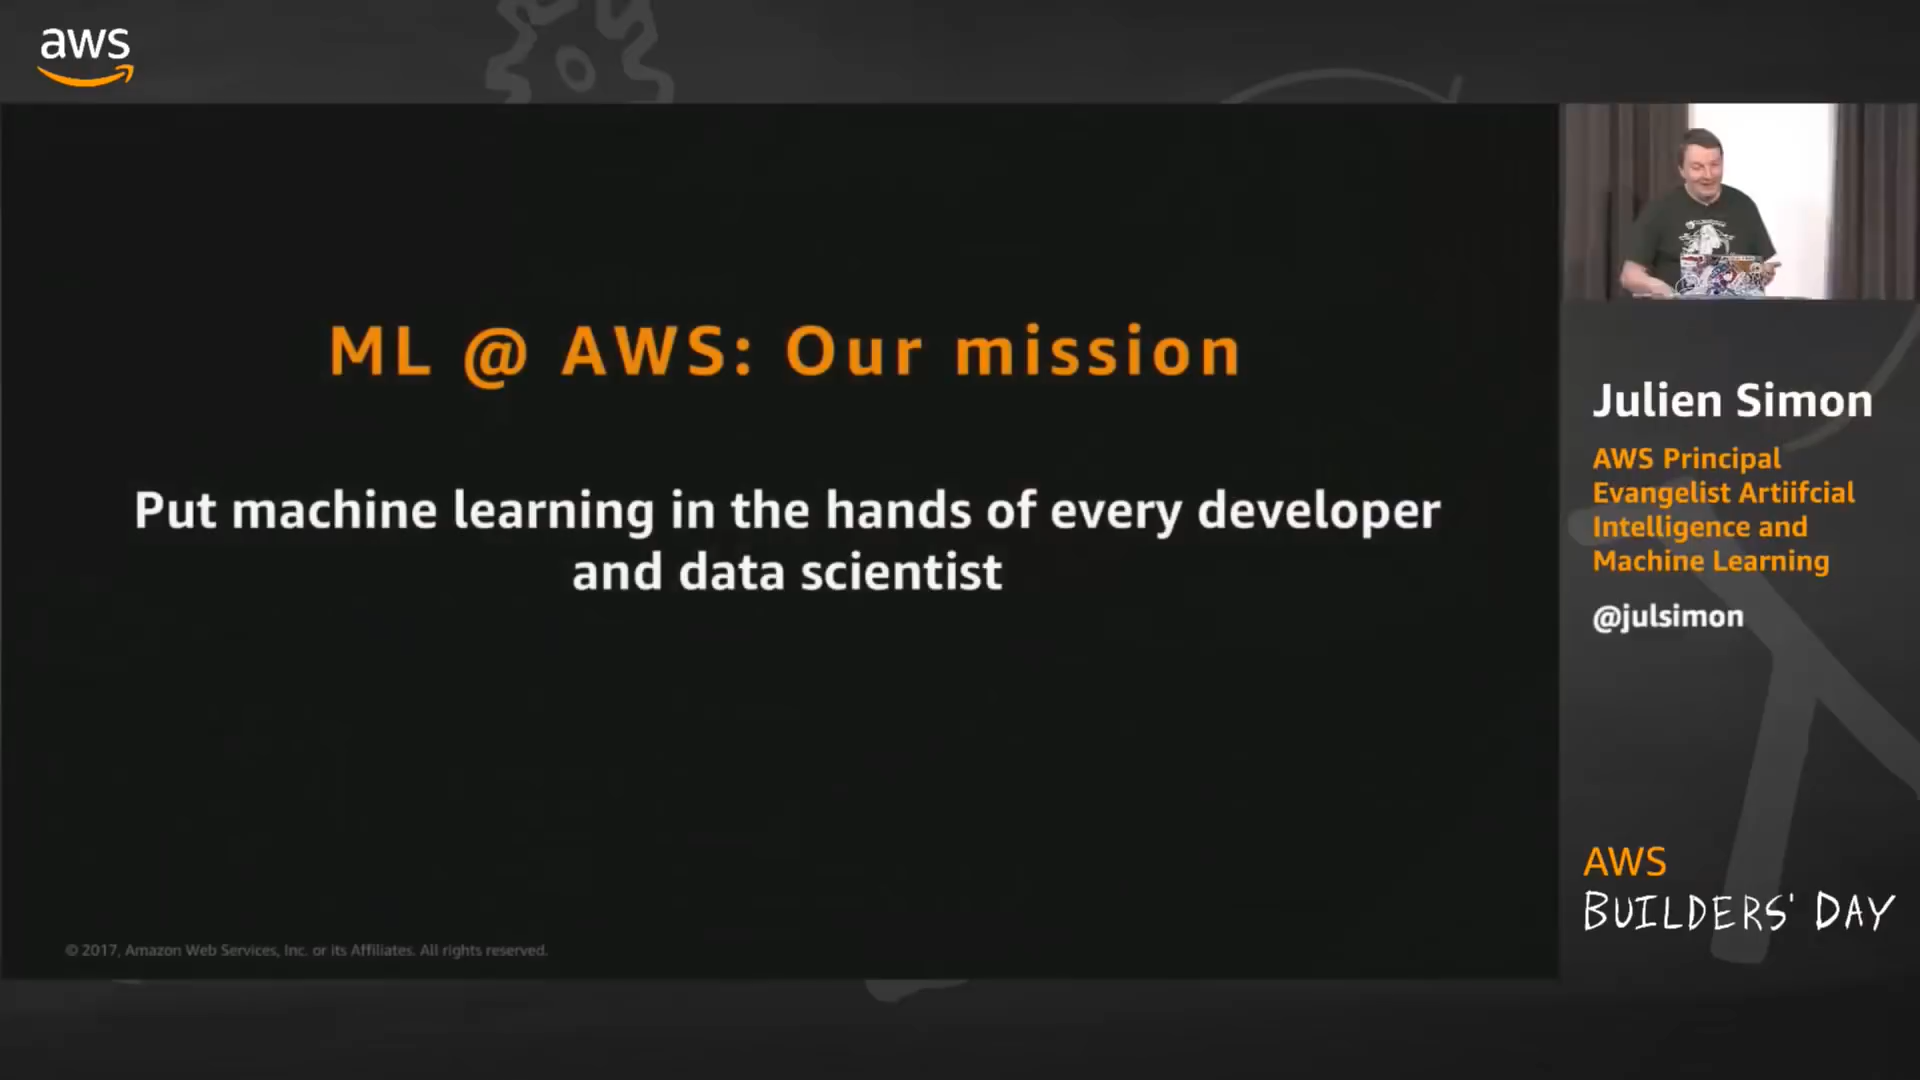 aws
ML @ AWS: Our mission
Put machine learning in the hands of every developer
and data scientist
© 2017, Amazon Web Services, Inc. or its Affiliates. All rights reserved.
Julien Simon
AWS Principal
Evangelist Artiifcial
Intelligence and
Machine Learning
@julsimon
AWS
BUILDERS' DAY